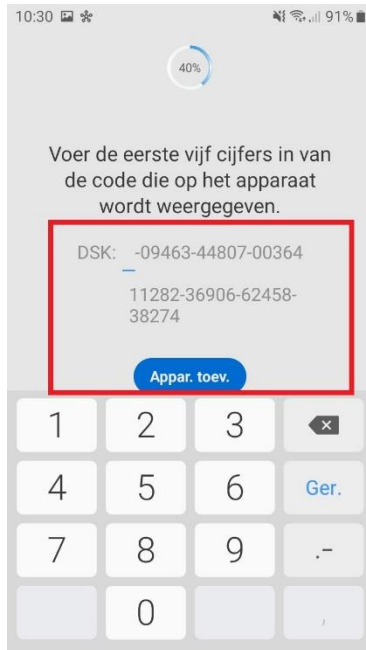 10:30 91%
40%
Voer de eerste vijf cijfers in van
de code die op het apparaat
wordt weergegeven.
DSK: -09463-44807-00364
11282-36906-62458-
38274
Appar. toev.
1 2 3
4 5 6 Ger.
7 8 9 .-
0 ,